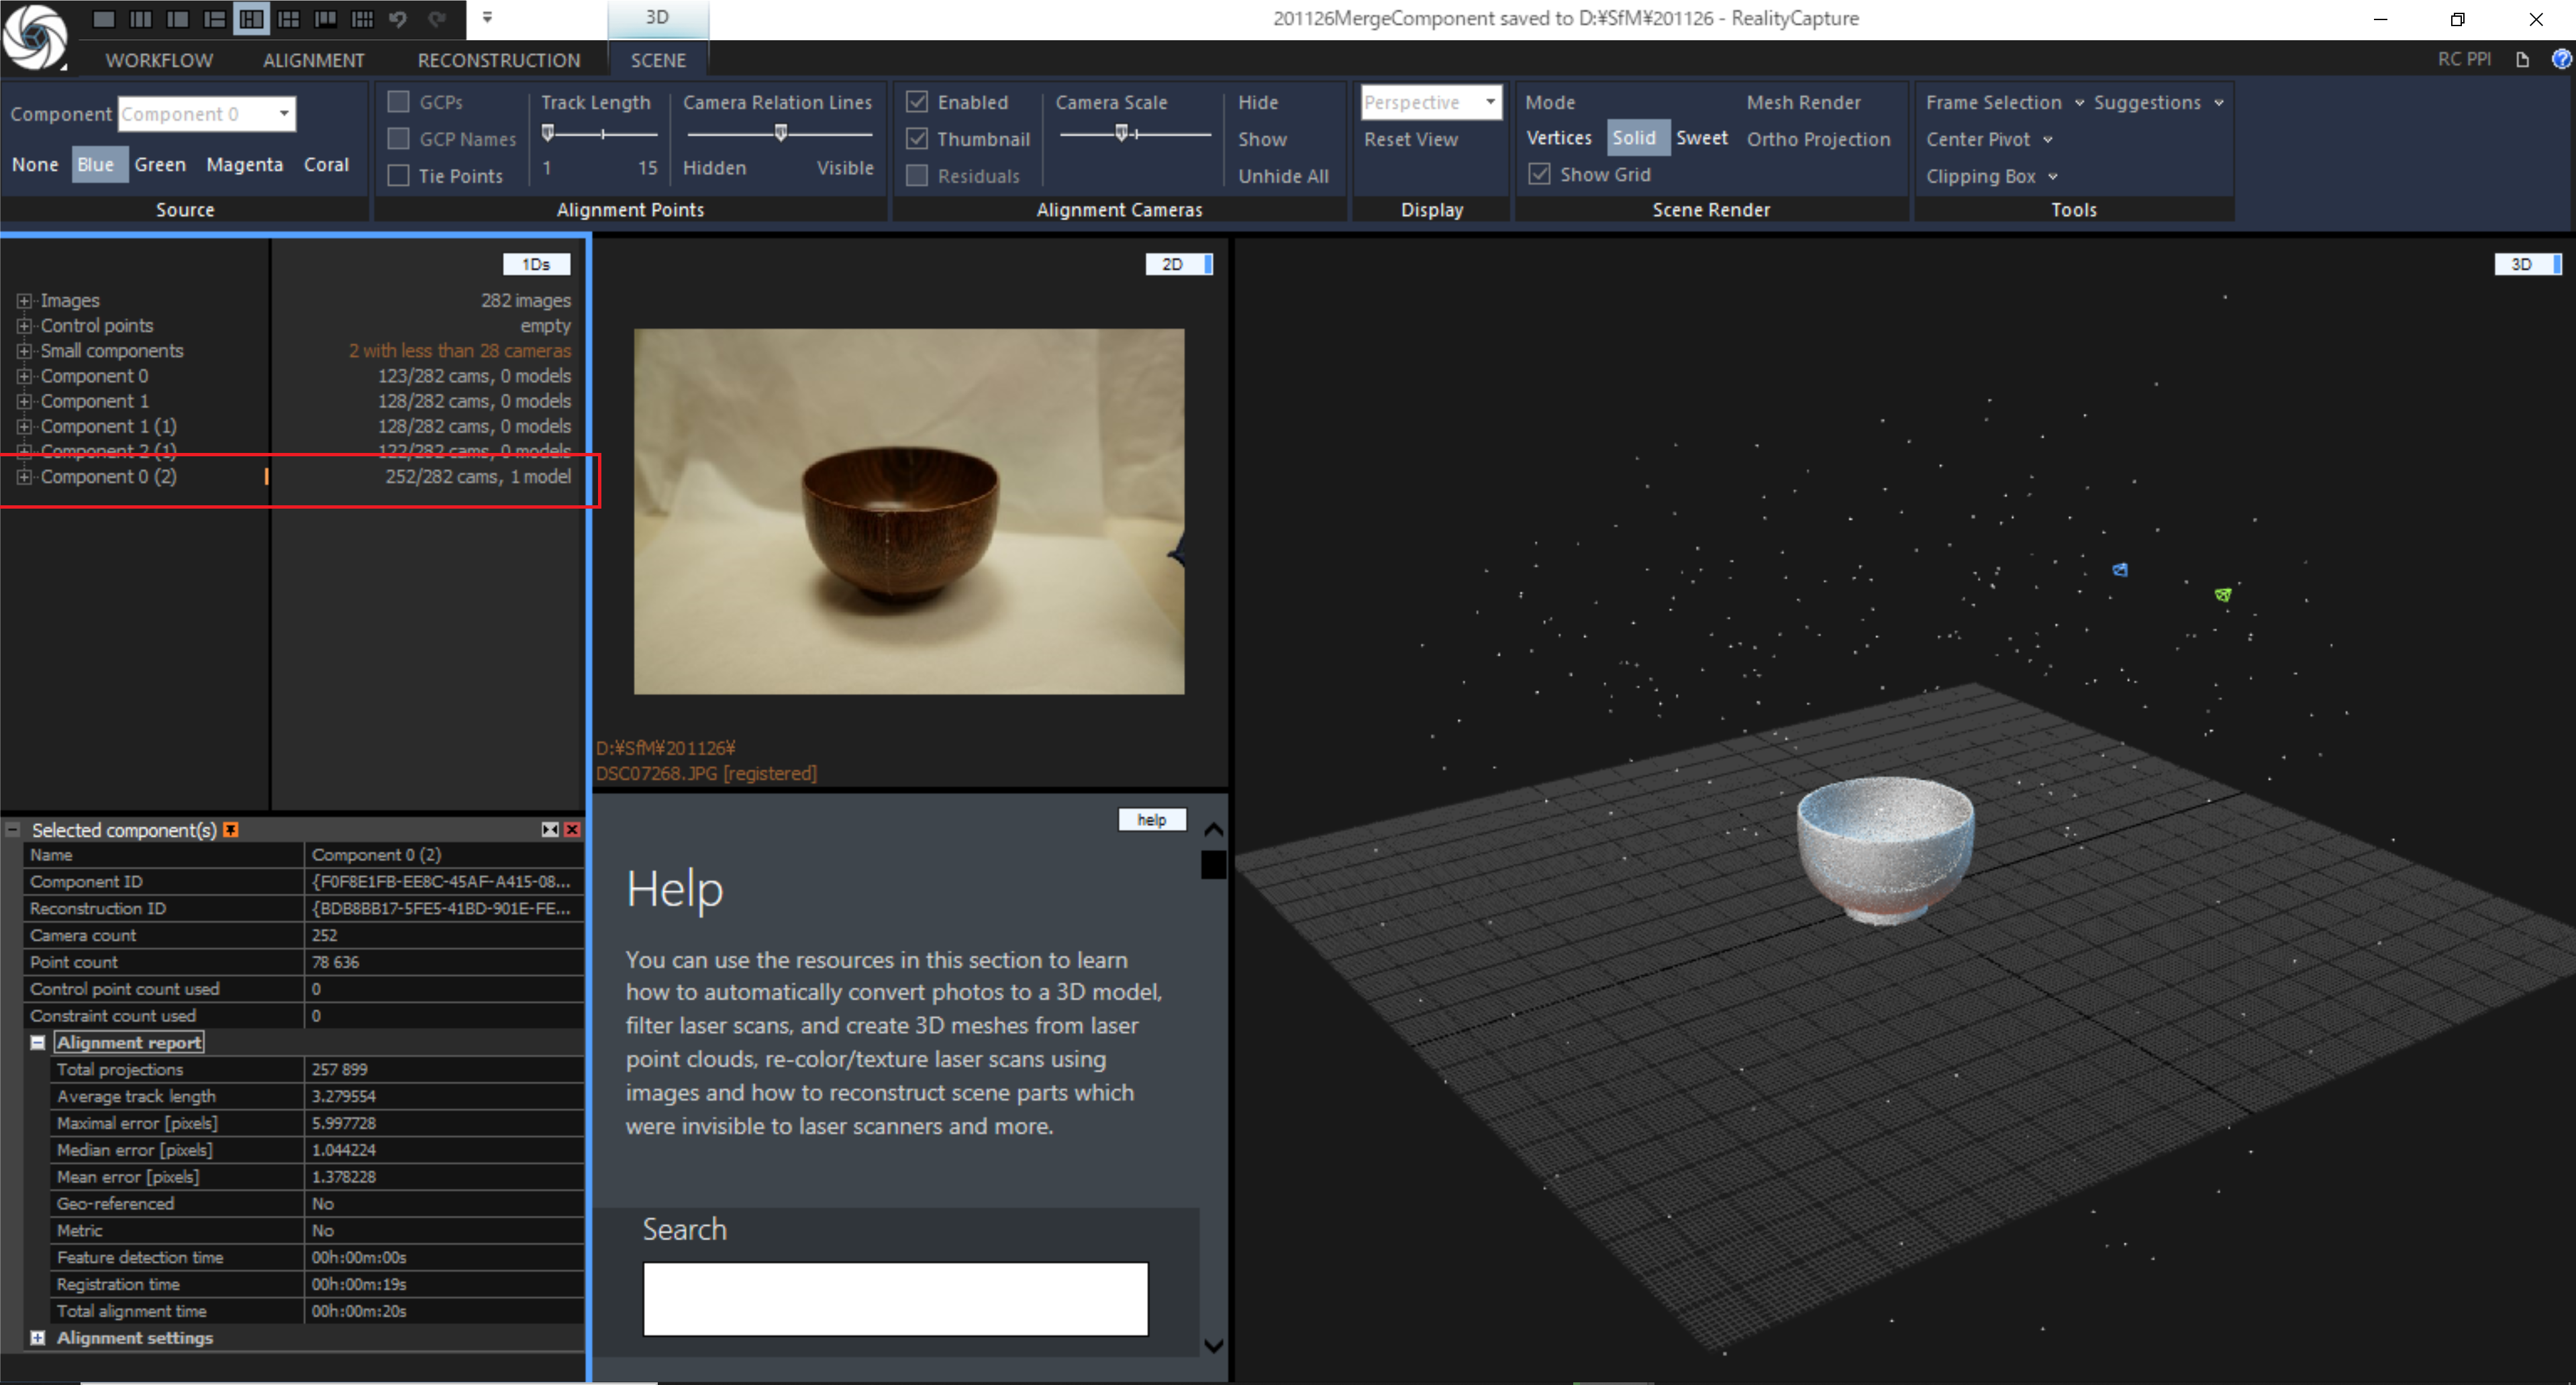 3D
201126MergeComponent saved to D:¥SfM¥201126 - RealityCapture
WORKFLOW ALIGNMENT RECONSTRUCTION SCENE
RC PPI
Component Component 0
None Blue Green Magenta Coral
Source
GCPs
GCP Names
Tie Points
Track Length
1 15
Camera Relation Lines
Hidden Visible
Alignment Points
Enabled
Thumbnail
Residuals
Camera Scale
Hide
Show
Unhide All
Alignment Cameras
Perspective
Reset View
Display
Mode
Vertices Solid Sweet
Show Grid
Mesh Render
Ortho Projection
Scene Render
Frame Selection Suggestions
Center Pivot
Clipping Box
Tools
1Ds
Images 282 images
Control points empty
Small components 2 with less than 28 cameras
Component 0 123/282 cams, 0 models
Component 1 128/282 cams, 0 models
Component 1 (1) 128/282 cams, 0 models
Component 2 (1) 122/282 cams, 0 models
Component 0 (2) 252/282 cams, 1 model
Selected component(s)
Name Component 0 (2)
Component ID {F0F8E1FB-EE8C-45AF-A415-08...
Reconstruction ID {BDB8BB17-5FE5-41BD-901E-FE...
Camera count 252
Point count 78 636
Control point count used 0
Constraint count used 0
Alignment report
Total projections 257 899
Average track length 3.279554
Maximal error [pixels] 5.997728
Median error [pixels] 1.044224
Mean error [pixels] 1.378228
Geo-referenced No
Metric No
Feature detection time 00h:00m:00s
Registration time 00h:00m:19s
Total alignment time 00h:00m:20s
Alignment settings
2D
D:¥SfM¥201126¥
DSC07268.JPG [registered]
help
Help
You can use the resources in this section to learn
how to automatically convert photos to a 3D model,
filter laser scans, and create 3D meshes from laser
point clouds, re-color/texture laser scans using
images and how to reconstruct scene parts which
were invisible to laser scanners and more.
Search
3D